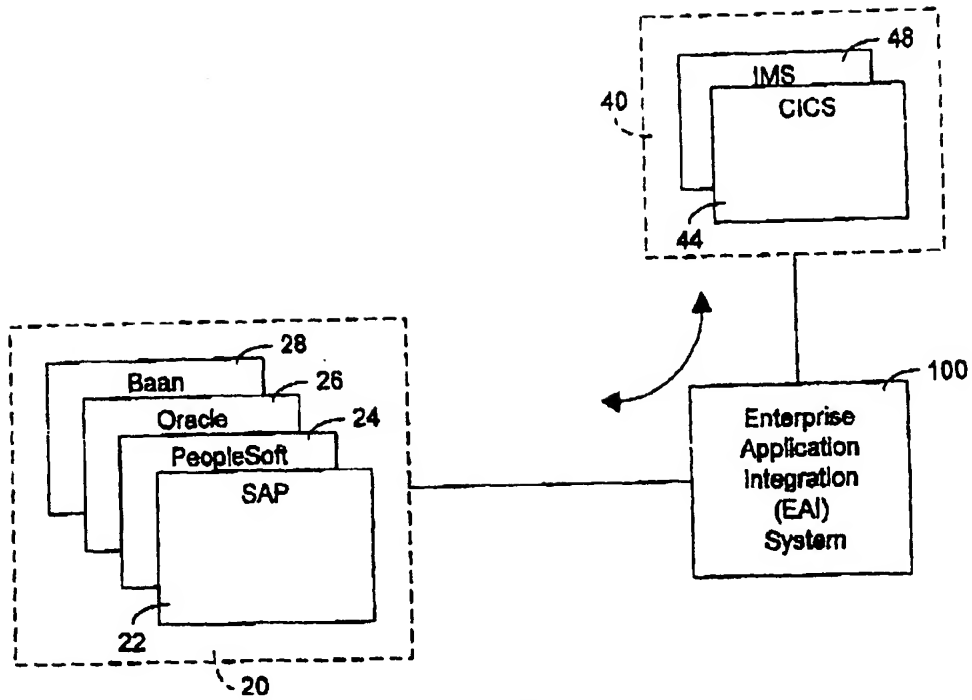 48
IMS
40
CICS
44
28
Baan
26
Oracle
24
PeopleSoft
SAP
22
20
100
Enterprise
Application
Integration
(EAI)
System